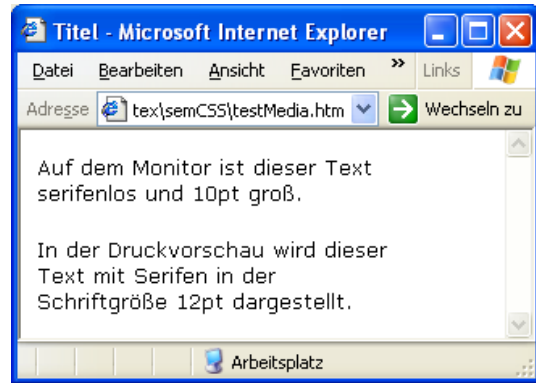 Titel - Microsoft Internet Explorer
Datei Bearbeiten Ansicht Favoriten » Links
Adresse tex\semCSS\testMedia.htm Wechseln zu
Auf dem Monitor ist dieser Text
serifenlos und 10pt groß.
In der Druckvorschau wird dieser
Text mit Serifen in der
Schriftgröße 12pt dargestellt.
Arbeitsplatz